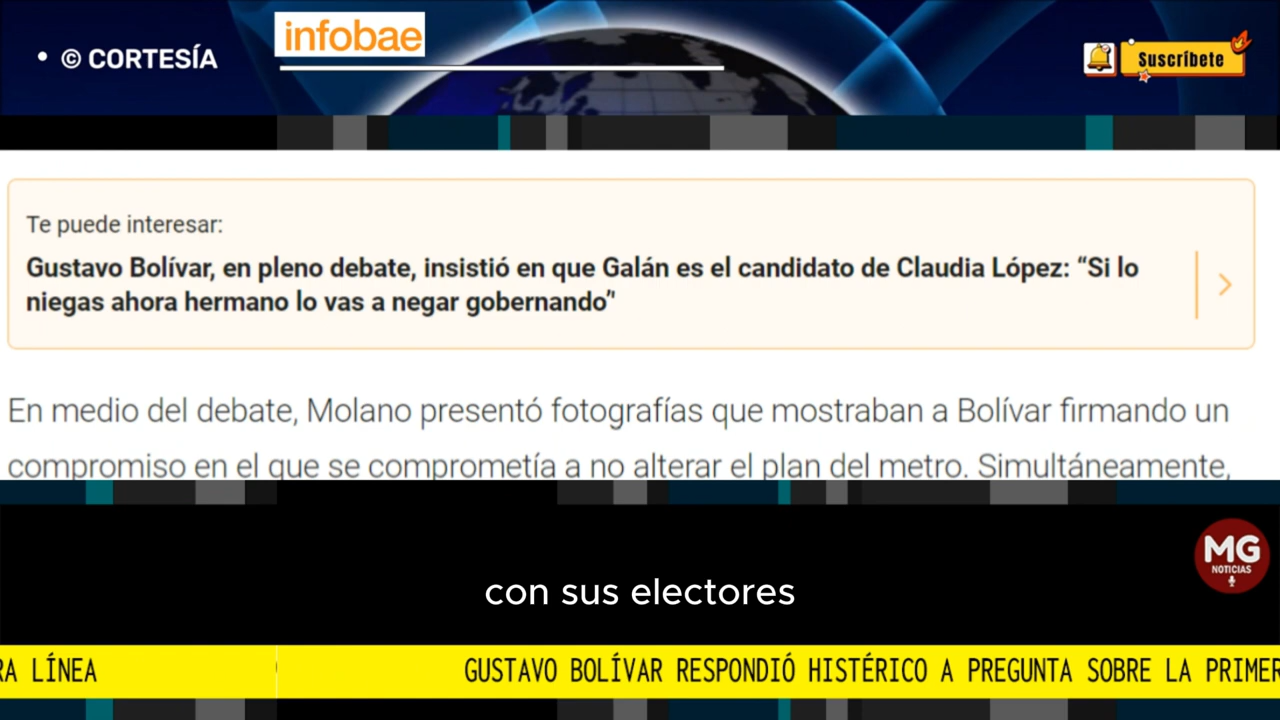 • © CORTESÍA
infobae
Suscríbete
Te puede interesar:
Gustavo Bolívar, en pleno debate, insistió en que Galán es el candidato de Claudia López: “Si lo
niegas ahora hermano lo vas a negar gobernando”
En medio del debate, Molano presentó fotografías que mostraban a Bolívar firmando un
compromiso en el que se comprometía a no alterar el plan del metro. Simultáneamente,
MG
NOTICIAS
con sus electores
RA LÍNEA GUSTAVO BOLÍVAR RESPONDIÓ HISTÉRICO A PREGUNTA SOBRE LA PRIMER